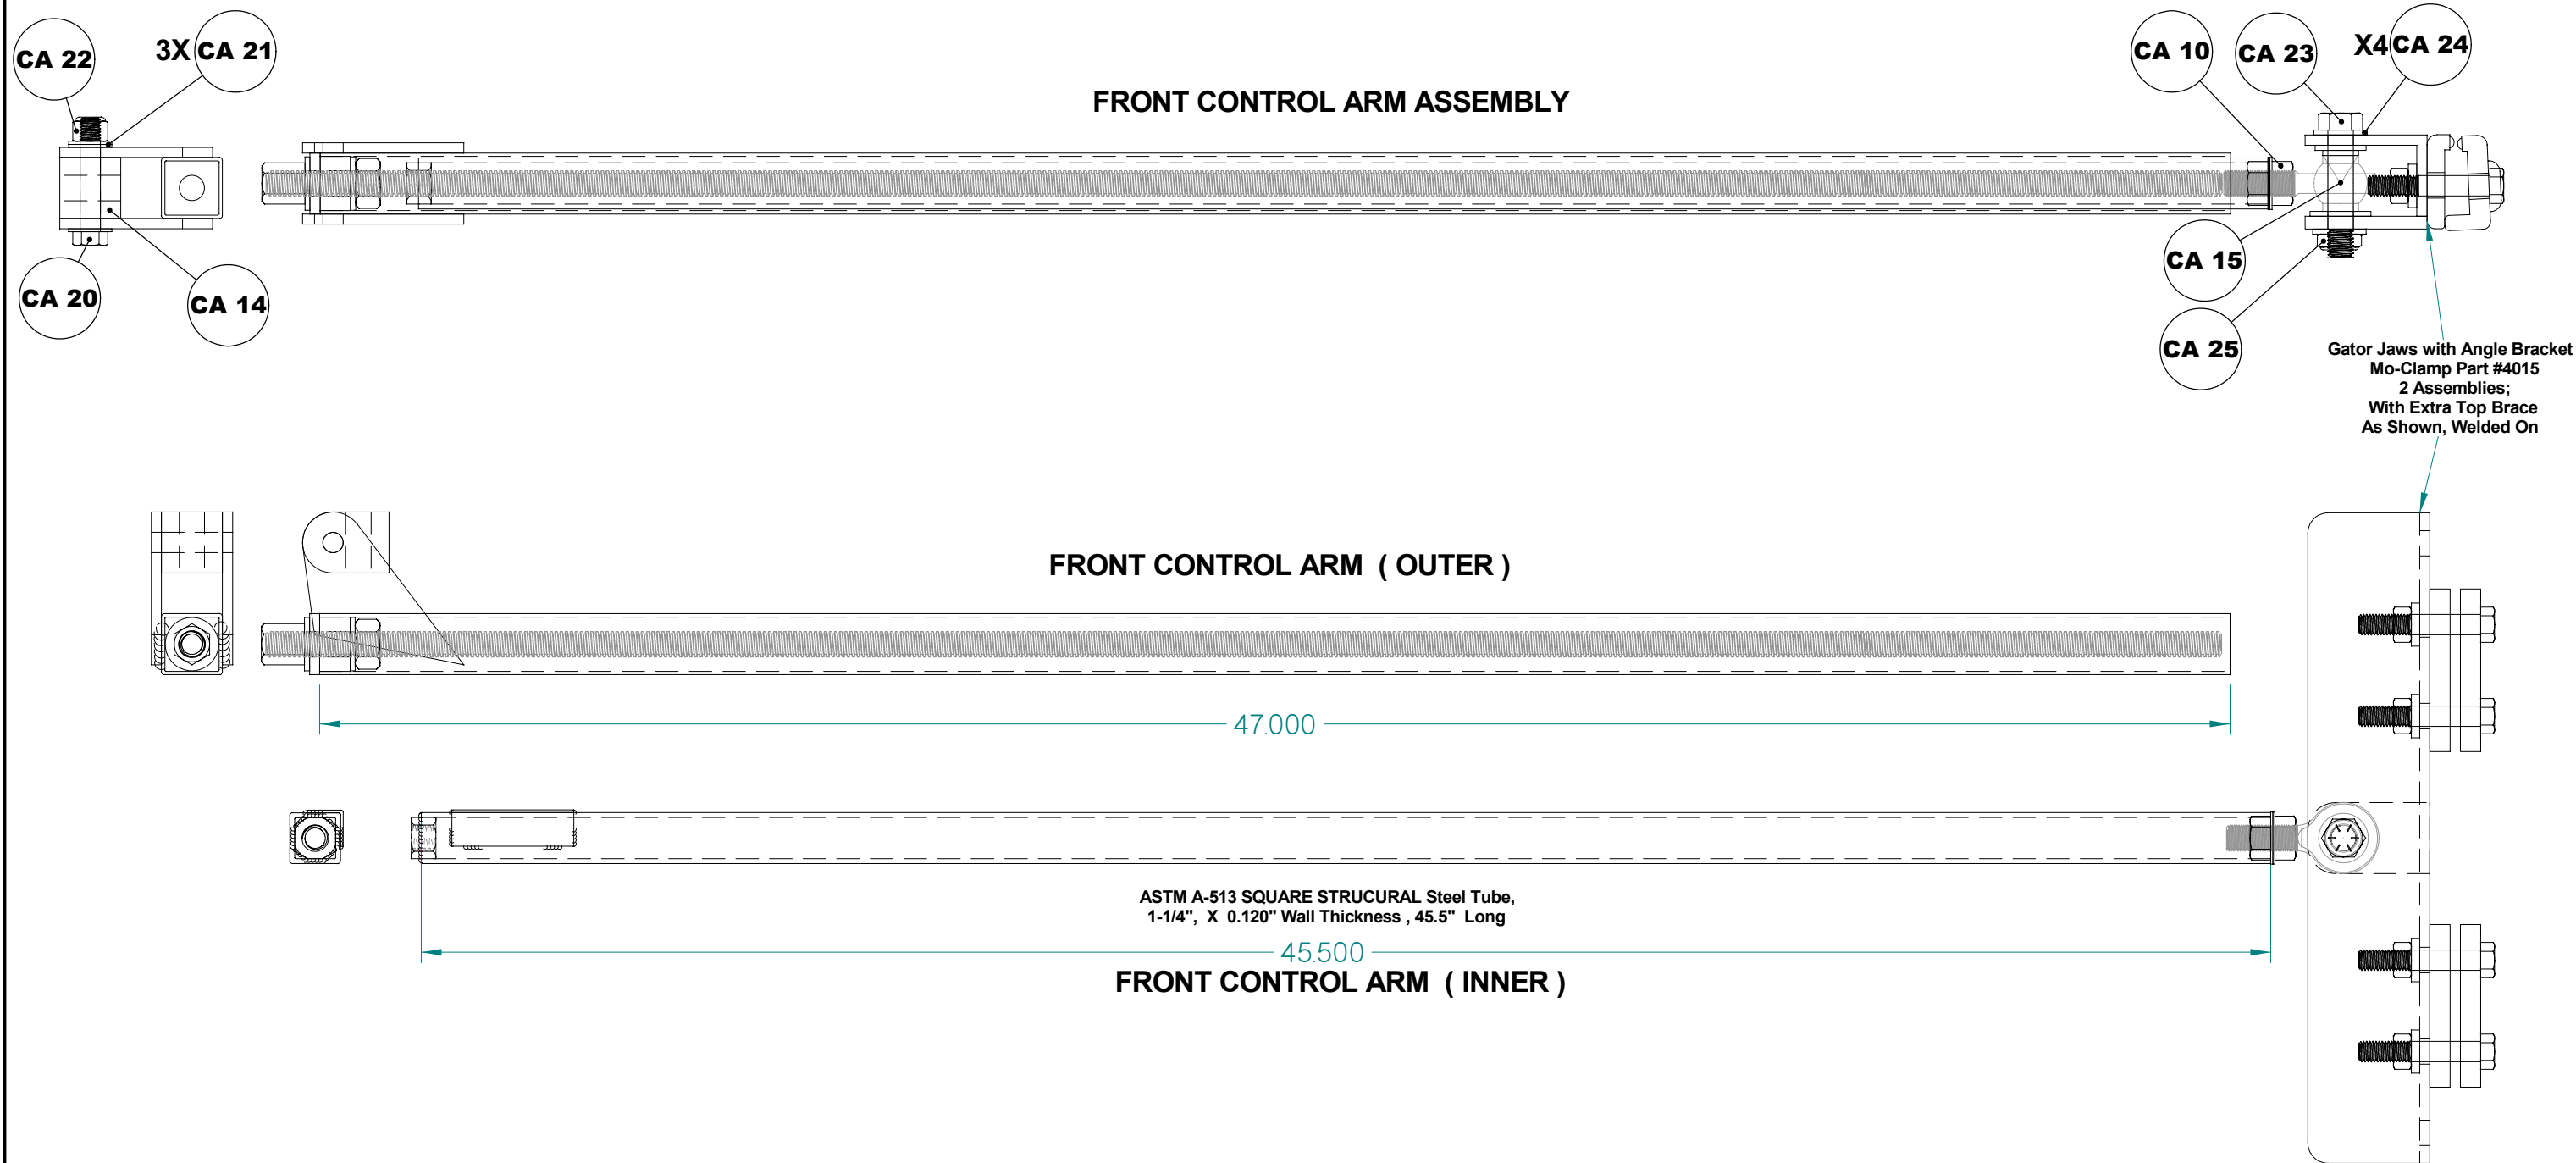 CA 22
3X CA 21
CA 10
CA 23
X4 CA 24
FRONT CONTROL ARM ASSEMBLY
CA 20
CA 14
CA 15
CA 25
Gator Jaws with Angle Bracket
Mo-Clamp Part #4015
2 Assemblies;
With Extra Top Brace
As Shown, Welded On
FRONT CONTROL ARM ( OUTER )
47.000
ASTM A-513 SQUARE STRUCURAL Steel Tube,
1-1/4", X 0.120" Wall Thickness , 45.5" Long
45.500
FRONT CONTROL ARM ( INNER )